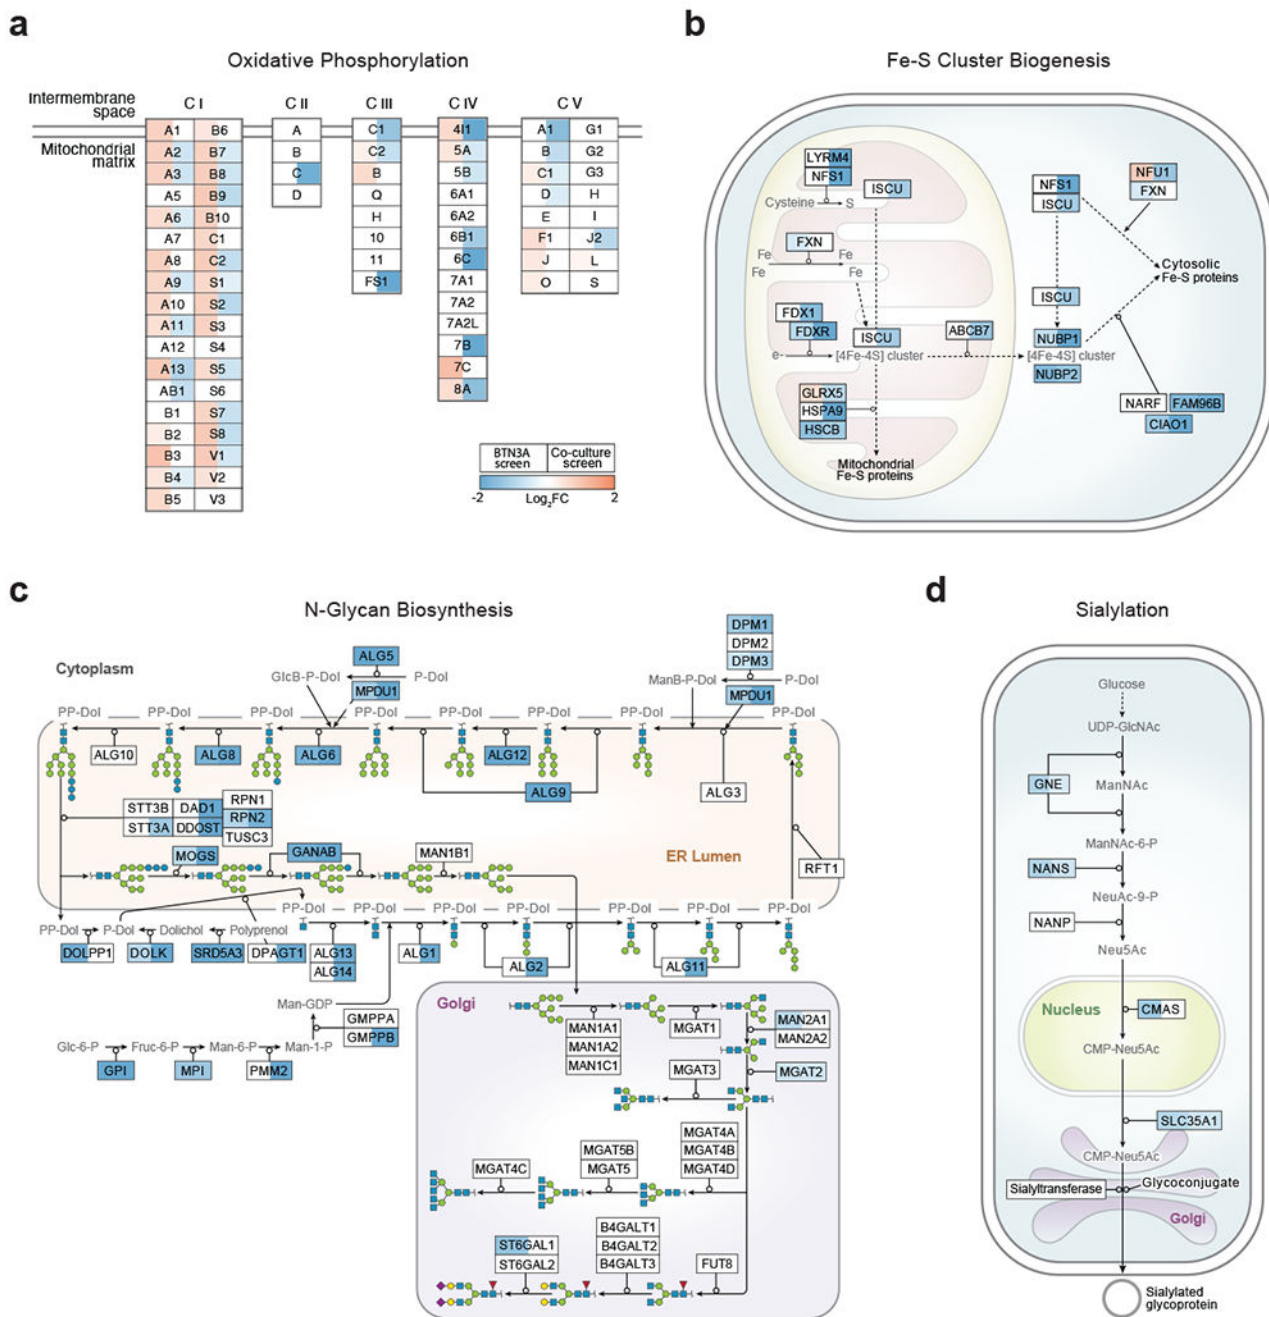 a
Oxidative Phosphorylation
Intermembrane space
Mitochondrial matrix
C I
C II
C III
C IV
C V
A1 B6
A2 B7
A3 B8
A5 B9
A6 B10
A7 C1
A8 C2
A9 S1
A10 S2
A11 S3
A12 S4
A13 S5
AB1 S6
B1 S7
B2 S8
B3 V1
B4 V2
B5 V3
A
B
C
D
C1
C2
B
Q
H
10
11
FS1
4I1
5A
5B
6A1
6A2
6B1
6C
7A1
7A2
7A2L
7B
7C
8A
A1 G1
B G2
C1 G3
D H
E I
F1 J2
J L
O S
BTN3A screen
Co-culture screen
-2 Log2FC 2
b
Fe-S Cluster Biogenesis
LYRM4
NFS1
ISCU
Cysteine S
FXN
Fe Fe
Fe Fe
FDX1
FDXR
ISCU
ABCB7
e- [4Fe-4S] cluster
GLRX5
HSPA9
HSCB
Mitochondrial
Fe-S proteins
NFS1
ISCU
NFU1
FXN
Cytosolic
Fe-S proteins
ISCU
NUBP1
[4Fe-4S] cluster
NUBP2
NARF FAM96B
CIAO1
c
N-Glycan Biosynthesis
Cytoplasm
ALG5
GlcB-P-Dol P-Dol
MPDU1
DPM1
DPM2
DPM3
ManB-P-Dol P-Dol
MPDU1
PP-Dol PP-Dol PP-Dol PP-Dol PP-Dol PP-Dol PP-Dol PP-Dol
ALG10 ALG8 ALG6 ALG12
ALG9 ALG3
STT3B DAD1 RPN1
STT3A DDOST RPN2
TUSC3
MOGS GANAB MAN1B1
ER Lumen
RFT1
PP-Dol PP-Dol PP-Dol PP-Dol PP-Dol PP-Dol PP-Dol
PP-Dol P-Dol Dolichol Polyprenol
DOLPP1 DOLK SRD5A3 DPAGT1 ALG13 ALG1 ALG2 ALG11
ALG14
Man-GDP
GMPPA
GMPPB
Glc-6-P Fruc-6-P Man-6-P Man-1-P
GPI MPI PMM2
Golgi
MAN1A1
MAN1A2
MAN1C1
MGAT1
MAN2A1
MAN2A2
MGAT3
MGAT2
MGAT4A
MGAT4B
MGAT4D
MGAT5B
MGAT5
MGAT4C
B4GALT1
B4GALT2
B4GALT3
ST6GAL1
ST6GAL2
FUT8
d
Sialylation
Glucose
UDP-GlcNAc
GNE
ManNAc
ManNAc-6-P
NANS
NeuAc-9-P
NANP
Neu5Ac
Nucleus
CMAS
CMP-Neu5Ac
SLC35A1
CMP-Neu5Ac
Sialyltransferase
Glycoconjugate
Golgi
Sialylated
glycoprotein